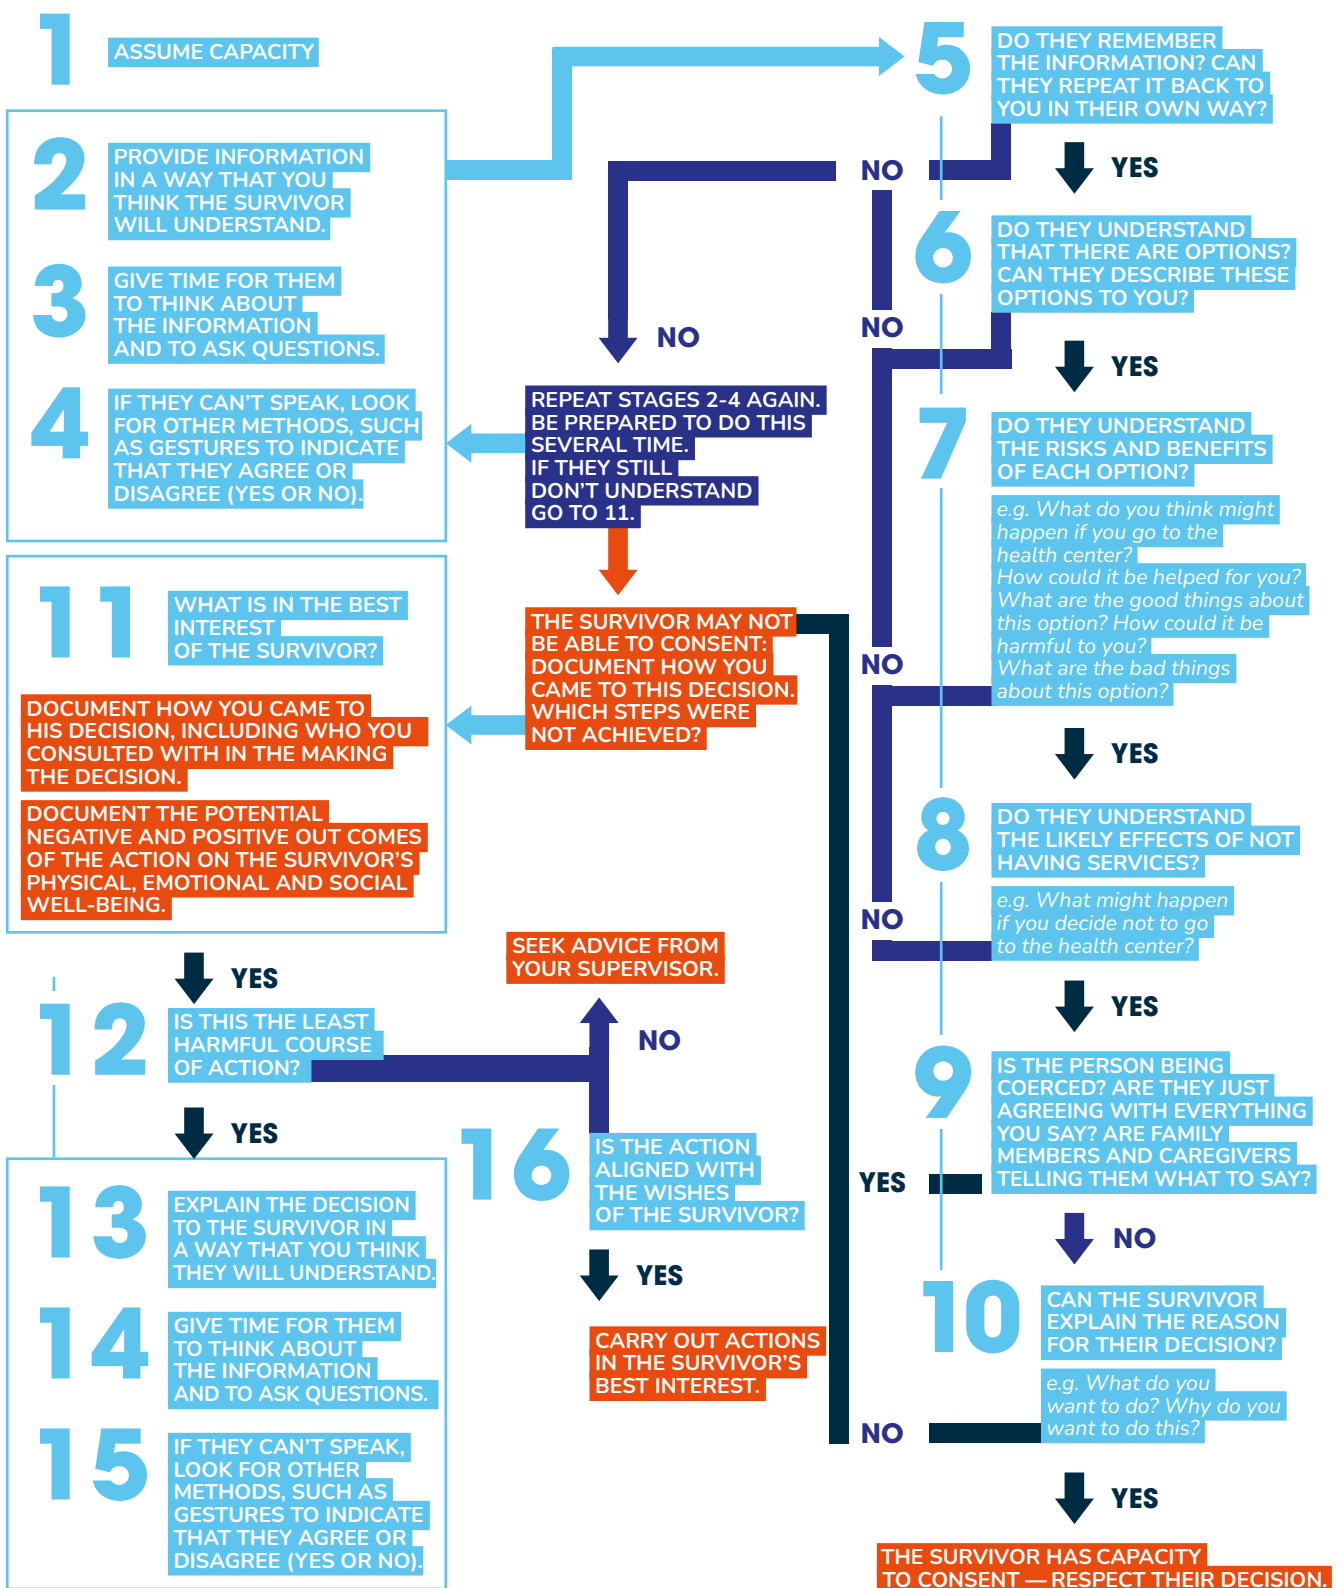 1
ASSUME CAPACITY
2
PROVIDE INFORMATION
IN A WAY THAT YOU
THINK THE SURVIVOR
WILL UNDERSTAND.
3
GIVE TIME FOR THEM
TO THINK ABOUT
THE INFORMATION
AND TO ASK QUESTIONS.
4
IF THEY CAN'T SPEAK, LOOK
FOR OTHER METHODS, SUCH
AS GESTURES TO INDICATE
THAT THEY AGREE OR
DISAGREE (YES OR NO).
5
DO THEY REMEMBER
THE INFORMATION? CAN
THEY REPEAT IT BACK TO
YOU IN THEIR OWN WAY?
NO
YES
6
DO THEY UNDERSTAND
THAT THERE ARE OPTIONS?
CAN THEY DESCRIBE THESE
OPTIONS TO YOU?
NO
NO
YES
REPEAT STAGES 2-4 AGAIN.
BE PREPARED TO DO THIS
SEVERAL TIME.
IF THEY STILL
DON'T UNDERSTAND
GO TO 11.
7
DO THEY UNDERSTAND
THE RISKS AND BENEFITS
OF EACH OPTION?
e.g. What do you think might
happen if you go to the
health center?
How could it be helped for you?
What are the good things about
this option? How could it be
harmful to you?
What are the bad things
about this option?
NO
YES
THE SURVIVOR MAY NOT
BE ABLE TO CONSENT:
DOCUMENT HOW YOU
CAME TO THIS DECISION.
WHICH STEPS WERE
NOT ACHIEVED?
8
DO THEY UNDERSTAND
THE LIKELY EFFECTS OF NOT
HAVING SERVICES?
e.g. What might happen
if you decide not to go
to the health center?
NO
YES
9
IS THE PERSON BEING
COERCED? ARE THEY JUST
AGREEING WITH EVERYTHING
YOU SAY? ARE FAMILY
MEMBERS AND CAREGIVERS
TELLING THEM WHAT TO SAY?
YES
NO
10
CAN THE SURVIVOR
EXPLAIN THE REASON
FOR THEIR DECISION?
e.g. What do you
want to do? Why do you
want to do this?
NO
YES
THE SURVIVOR HAS CAPACITY
TO CONSENT — RESPECT THEIR DECISION.
11
WHAT IS IN THE BEST
INTEREST
OF THE SURVIVOR?
DOCUMENT HOW YOU CAME TO
HIS DECISION, INCLUDING WHO YOU
CONSULTED WITH IN THE MAKING
THE DECISION.
DOCUMENT THE POTENTIAL
NEGATIVE AND POSITIVE OUT COMES
OF THE ACTION ON THE SURVIVOR'S
PHYSICAL, EMOTIONAL AND SOCIAL
WELL-BEING.
YES
12
IS THIS THE LEAST
HARMFUL COURSE
OF ACTION?
SEEK ADVICE FROM
YOUR SUPERVISOR.
NO
YES
13
EXPLAIN THE DECISION
TO THE SURVIVOR IN
A WAY THAT YOU THINK
THEY WILL UNDERSTAND.
14
GIVE TIME FOR THEM
TO THINK ABOUT
THE INFORMATION
AND TO ASK QUESTIONS.
15
IF THEY CAN'T SPEAK,
LOOK FOR OTHER
METHODS, SUCH AS
GESTURES TO INDICATE
THAT THEY AGREE OR
DISAGREE (YES OR NO).
16
IS THE ACTION
ALIGNED WITH
THE WISHES
OF THE SURVIVOR?
YES
CARRY OUT ACTIONS
IN THE SURVIVOR'S
BEST INTEREST.